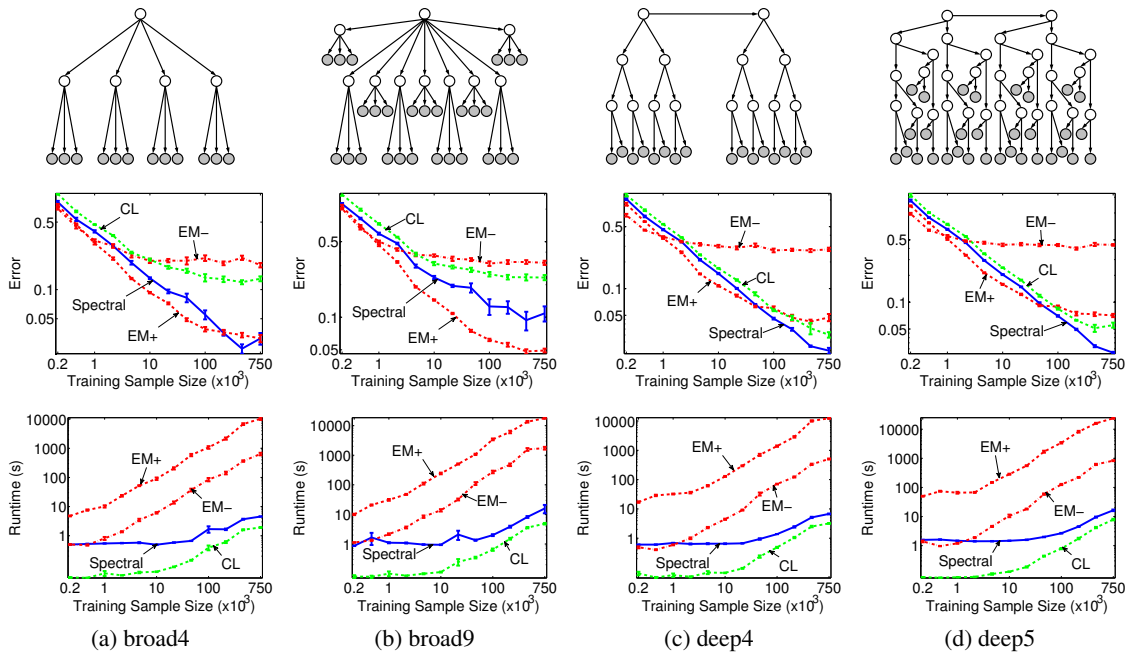 0.5
0.1
0.05
Error
CL
EM−
Spectral
EM+
0.2
1
10
100
750
Training Sample Size (x10³)
0.5
0.1
0.05
Error
CL
EM−
Spectral
EM+
0.2
1
10
100
750
Training Sample Size (x10³)
0.5
0.1
0.05
Error
EM−
CL
EM+
Spectral
0.2
1
10
100
750
Training Sample Size (x10³)
0.5
0.1
0.05
Error
EM−
CL
EM+
Spectral
0.2
1
10
100
750
Training Sample Size (x10³)
10000
1000
100
10
1
Runtime (s)
EM+
EM−
Spectral
CL
0.2
1
10
100
750
Training Sample Size (x10³)
10000
1000
100
10
1
Runtime (s)
EM+
EM−
Spectral
CL
0.2
1
10
100
750
Training Sample Size (x10³)
10000
1000
100
10
1
Runtime (s)
EM+
EM−
Spectral
CL
0.2
1
10
100
750
Training Sample Size (x10³)
10000
1000
100
10
1
Runtime (s)
EM+
EM−
Spectral
CL
0.2
1
10
100
750
Training Sample Size (x10³)
(a) broad4
(b) broad9
(c) deep4
(d) deep5